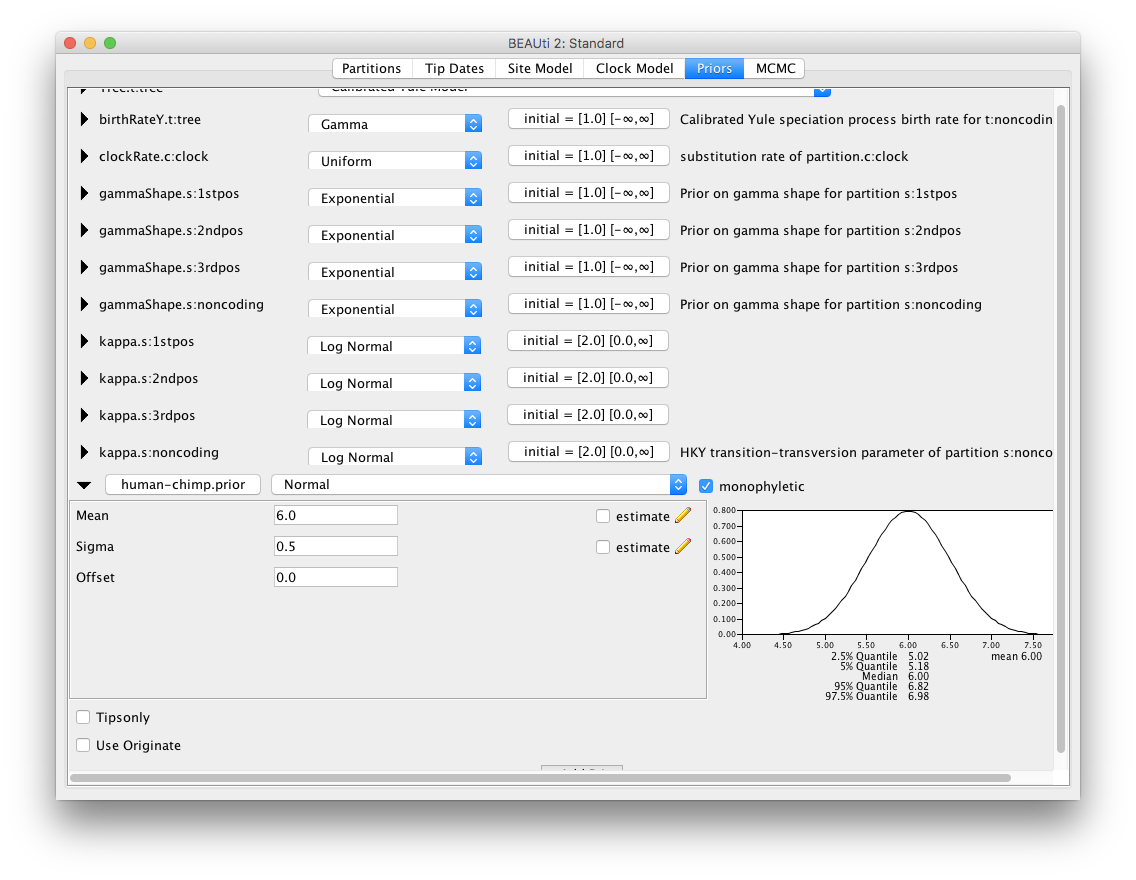 BEAUti 2: Standard
Partitions Tip Dates Site Model Clock Model Priors MCMC
Tree.t:tree Calibrated Yule Model
birthRateY.t:tree Gamma initial = [1.0] [-∞,∞] Calibrated Yule speciation process birth rate for t:noncodin
clockRate.c:clock Uniform initial = [1.0] [-∞,∞] substitution rate of partition.c:clock
gammaShape.s:1stpos Exponential initial = [1.0] [-∞,∞] Prior on gamma shape for partition s:1stpos
gammaShape.s:2ndpos Exponential initial = [1.0] [-∞,∞] Prior on gamma shape for partition s:2ndpos
gammaShape.s:3rdpos Exponential initial = [1.0] [-∞,∞] Prior on gamma shape for partition s:3rdpos
gammaShape.s:noncoding Exponential initial = [1.0] [-∞,∞] Prior on gamma shape for partition s:noncoding
kappa.s:1stpos Log Normal initial = [2.0] [0.0,∞]
kappa.s:2ndpos Log Normal initial = [2.0] [0.0,∞]
kappa.s:3rdpos Log Normal initial = [2.0] [0.0,∞]
kappa.s:noncoding Log Normal initial = [2.0] [0.0,∞] HKY transition-transversion parameter of partition s:nonco
human-chimp.prior Normal monophyletic
Mean 6.0 estimate
Sigma 0.5 estimate
Offset 0.0
0.800
0.700
0.600
0.500
0.400
0.300
0.200
0.100
0.00
4.00 4.50 5.00 5.50 6.00 6.50 7.00 7.50
2.5% Quantile 5.02 mean 6.00
5% Quantile 5.18
Median 6.00
95% Quantile 6.82
97.5% Quantile 6.98
Tipsonly
Use Originate